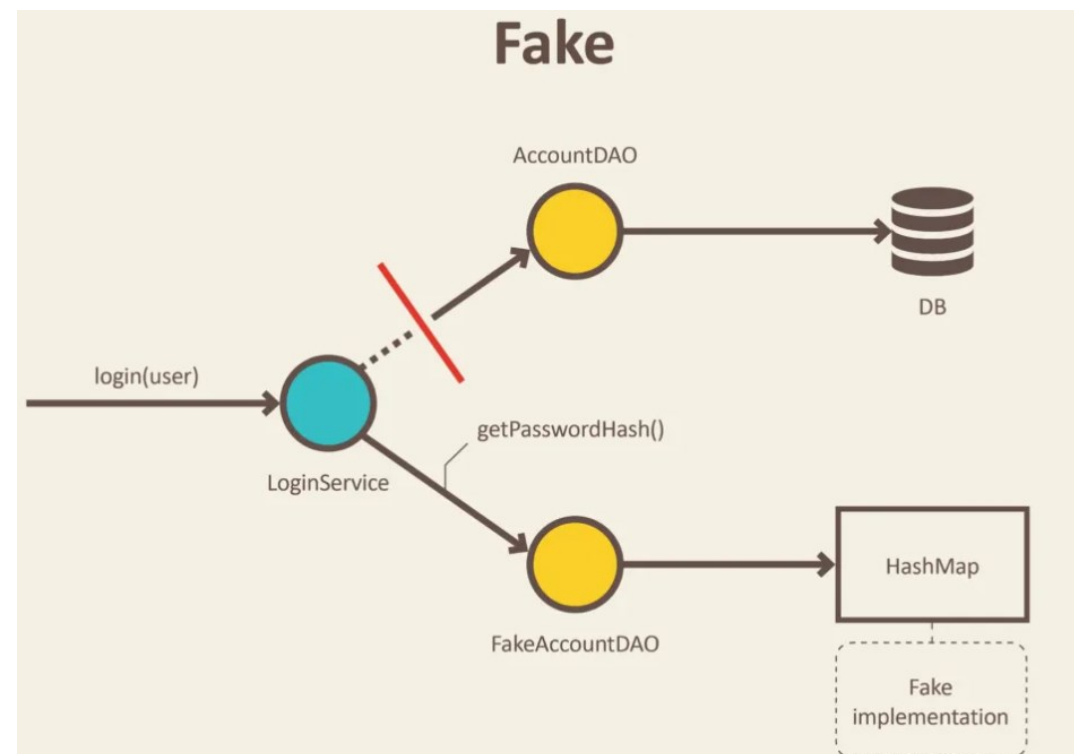 Fake
AccountDAO
DB
login(user)
getPasswordHash()
LoginService
HashMap
FakeAccountDAO
Fake
implementation